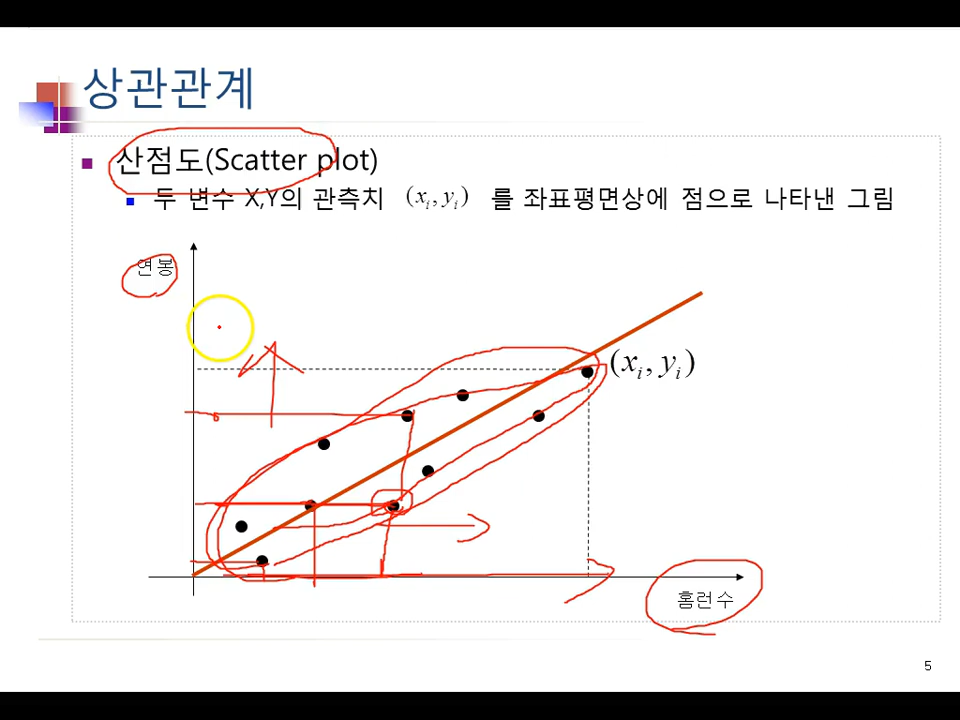 상관관계
산점도(Scatter plot)
두 변수 X,Y의 관측치 (xᵢ, yᵢ) 를 좌표평면상에 점으로 나타낸 그림
연봉
(xᵢ, yᵢ)
홈런수
5